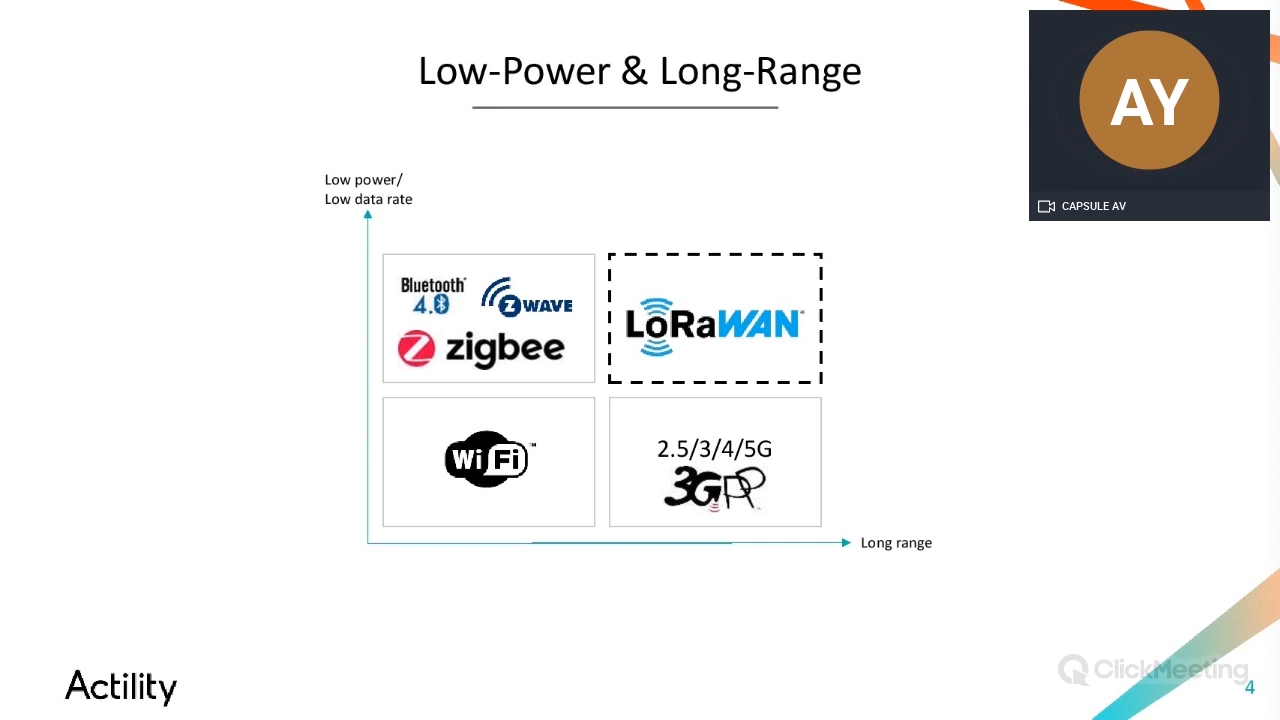 Low-Power & Long-Range
AY
CAPSULE AV
Low power/
Low data rate
Bluetooth®
4.0
Z WAVE
zigbee
LoRaWAN
Wi Fi™
2.5/3/4/5G
3GPP
Long range
Actility
ClickMeeting
4